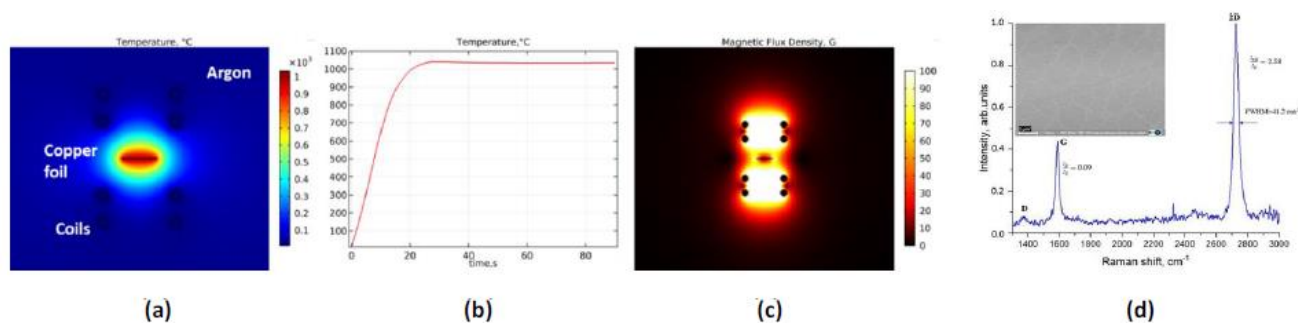 Temperature, °C
×10³
1
0.9
0.8
0.7
0.6
0.5
0.4
0.3
0.2
0.1
Argon
Copper
foil
Coils
(a)
Temperature,°C
1100
1000
900
800
700
600
500
400
300
200
100
0 20 40 60 80
time,s
(b)
Magnetic Flux Density, G
100
90
80
70
60
50
40
30
20
10
0
(c)
1.0
0.8
0.6
0.4
0.2
0.0
Intensity, arb.units
2D
G
= 0.09
D
1400 1600 1800 2000 2200 2400 2600 2800 3000
Raman shift, cm⁻¹
(d)